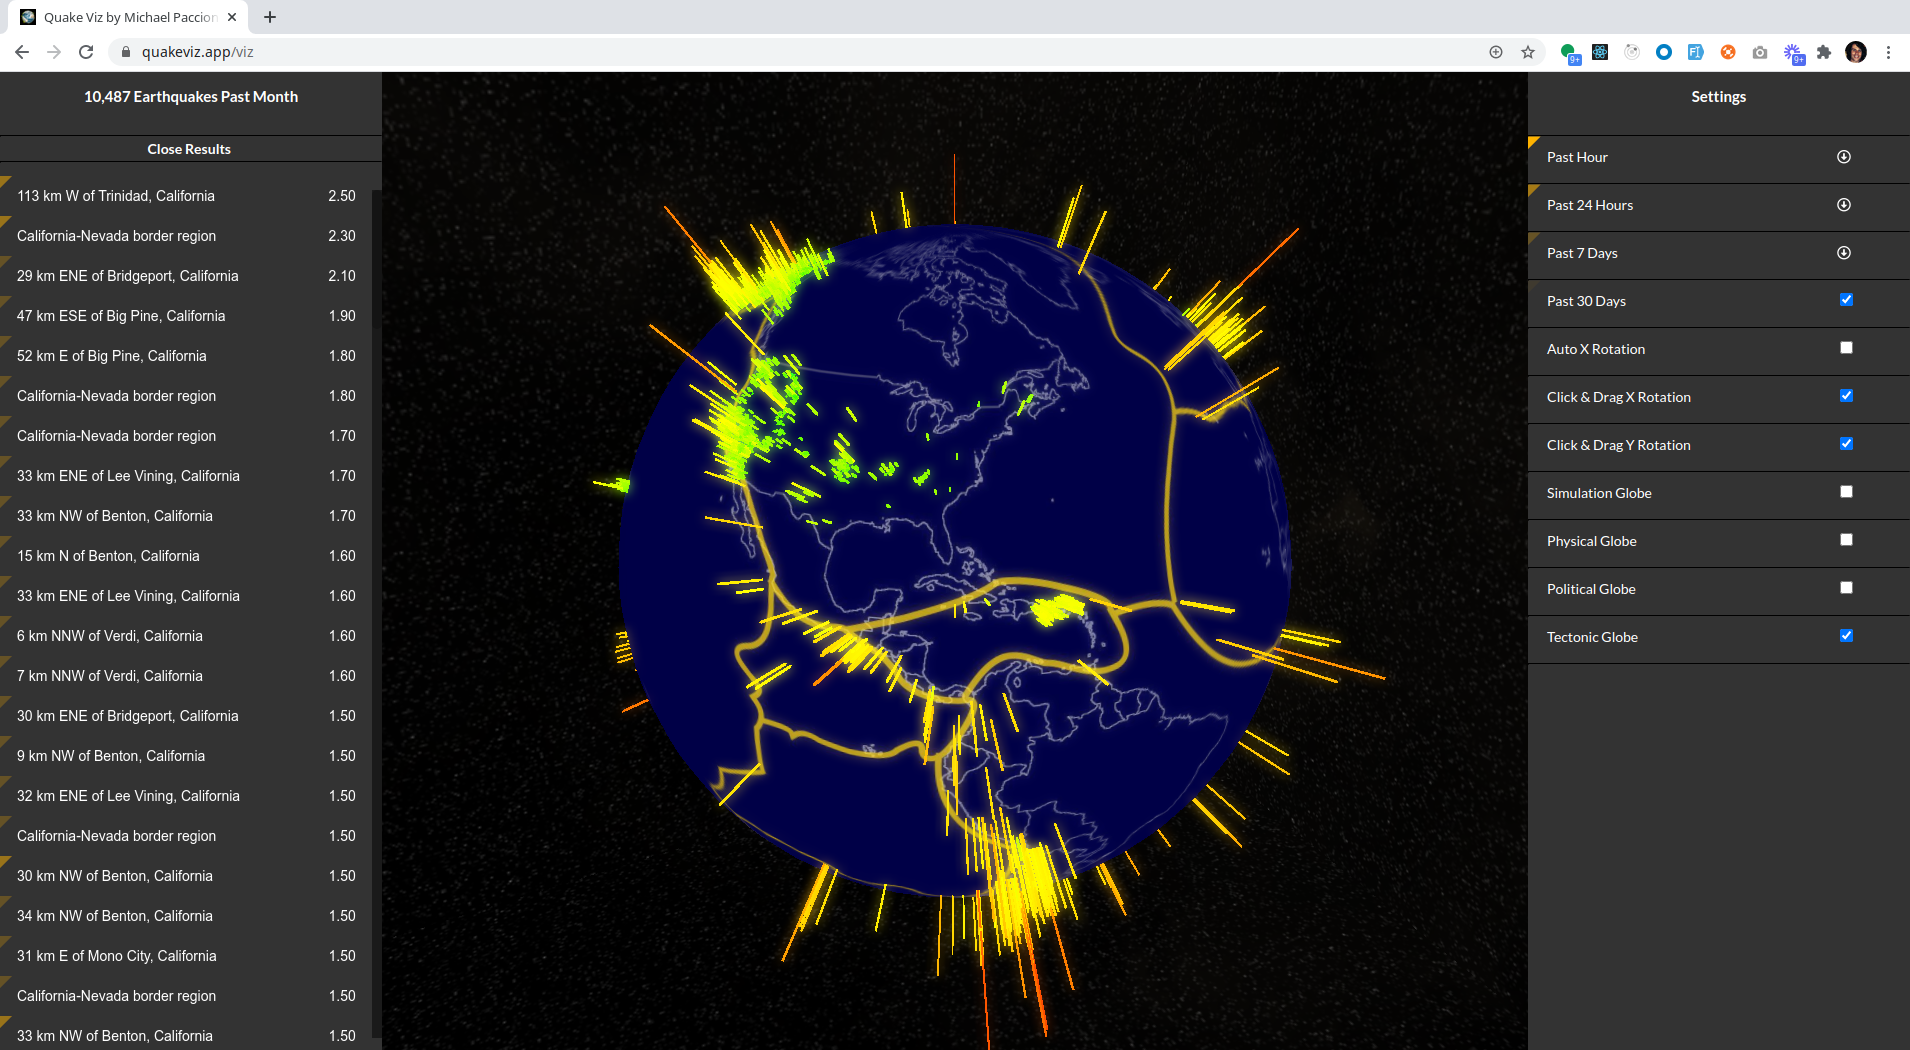 Quake Viz by Michael Paccion
quakeviz.app/viz
9+
9+
10,487 Earthquakes Past Month
Close Results
113 km W of Trinidad, California 2.50
California-Nevada border region 2.30
29 km ENE of Bridgeport, California 2.10
47 km ESE of Big Pine, California 1.90
52 km E of Big Pine, California 1.80
California-Nevada border region 1.80
California-Nevada border region 1.70
33 km ENE of Lee Vining, California 1.70
33 km NW of Benton, California 1.70
15 km N of Benton, California 1.60
33 km ENE of Lee Vining, California 1.60
6 km NNW of Verdi, California 1.60
7 km NNW of Verdi, California 1.60
30 km ENE of Bridgeport, California 1.50
9 km NW of Benton, California 1.50
32 km ENE of Lee Vining, California 1.50
California-Nevada border region 1.50
30 km NW of Benton, California 1.50
34 km NW of Benton, California 1.50
31 km E of Mono City, California 1.50
California-Nevada border region 1.50
33 km NW of Benton, California 1.50
Settings
Past Hour
Past 24 Hours
Past 7 Days
Past 30 Days
Auto X Rotation
Click & Drag X Rotation
Click & Drag Y Rotation
Simulation Globe
Physical Globe
Political Globe
Tectonic Globe